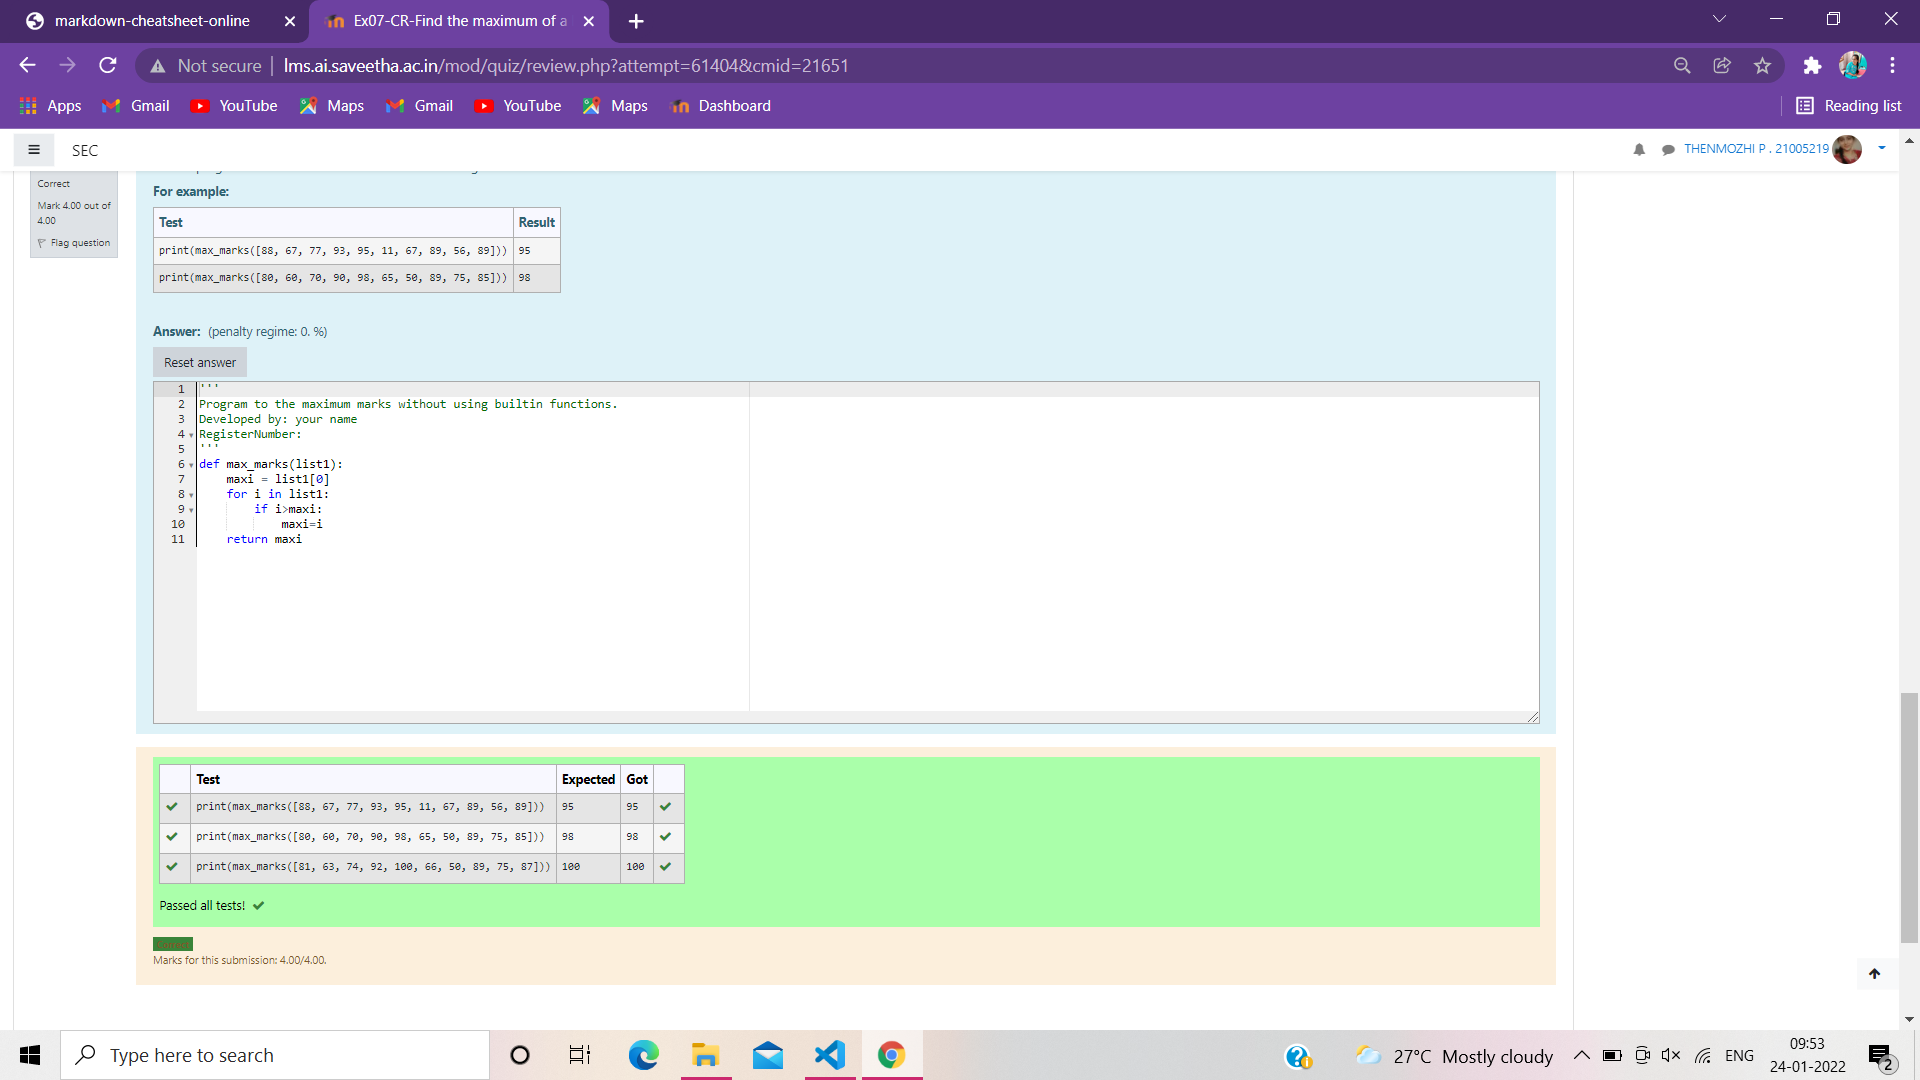 markdown-cheatsheet-online
Ex07-CR-Find the maximum of a
Not secure | lms.ai.saveetha.ac.in/mod/quiz/review.php?attempt=61404&cmid=21651
Apps Gmail YouTube Maps Gmail YouTube Maps Dashboard Reading list
SEC THENMOZHI P . 21005219
Correct
Mark 4.00 out of
4.00
Flag question
For example:
Test Result
print(max_marks([88, 67, 77, 93, 95, 11, 67, 89, 56, 89])) 95
print(max_marks([80, 60, 70, 90, 98, 65, 50, 89, 75, 85])) 98
Answer: (penalty regime: 0. %)
Reset answer
1 '''
2 Program to the maximum marks without using builtin functions.
3 Developed by: your name
4 RegisterNumber:
5 '''
6 def max_marks(list1):
7 maxi = list1[0]
8 for i in list1:
9 if i>maxi:
10 maxi=i
11 return maxi
Test Expected Got
print(max_marks([88, 67, 77, 93, 95, 11, 67, 89, 56, 89])) 95 95
print(max_marks([80, 60, 70, 90, 98, 65, 50, 89, 75, 85])) 98 98
print(max_marks([81, 63, 74, 92, 100, 66, 50, 89, 75, 87])) 100 100
Passed all tests!
Marks for this submission: 4.00/4.00.
Type here to search
27°C Mostly cloudy ENG
09:53
24-01-2022
2